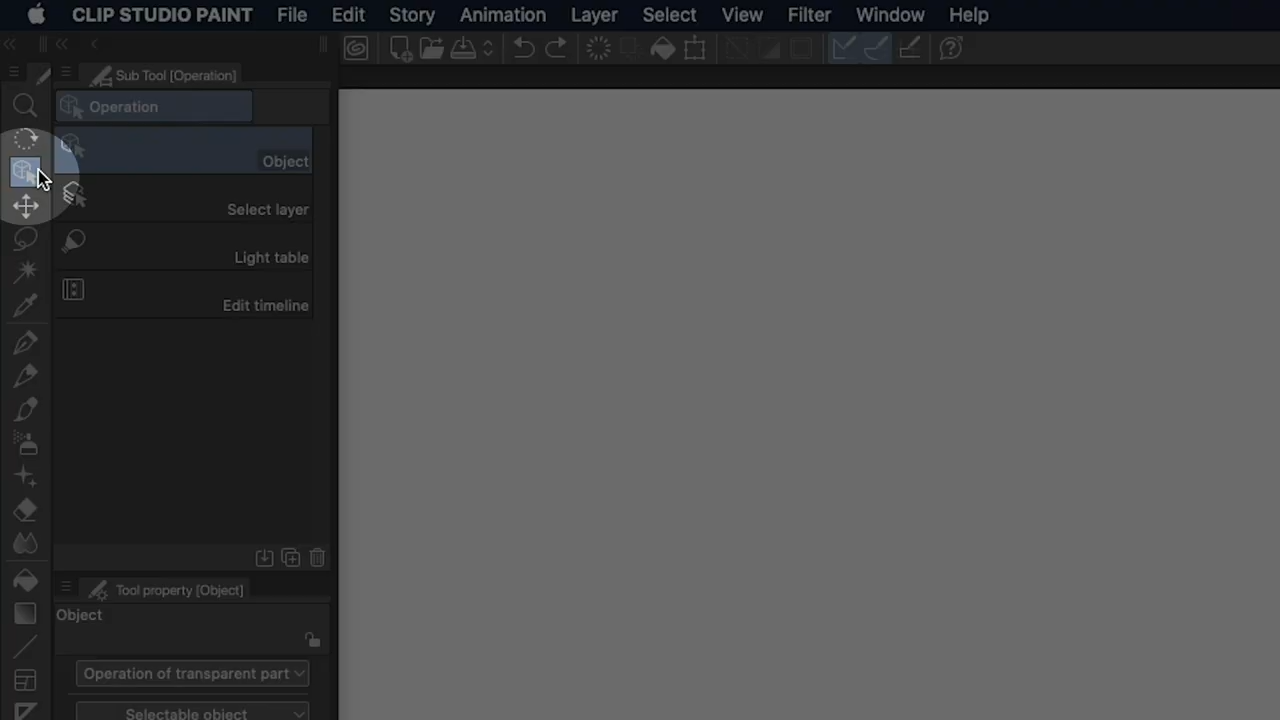 CLIP STUDIO PAINT File Edit Story Animation Layer Select View Filter Window Help
Sub Tool [Operation]
Operation
Object
Select layer
Light table
Edit timeline
Tool property [Object]
Object
Operation of transparent part
Selectable object